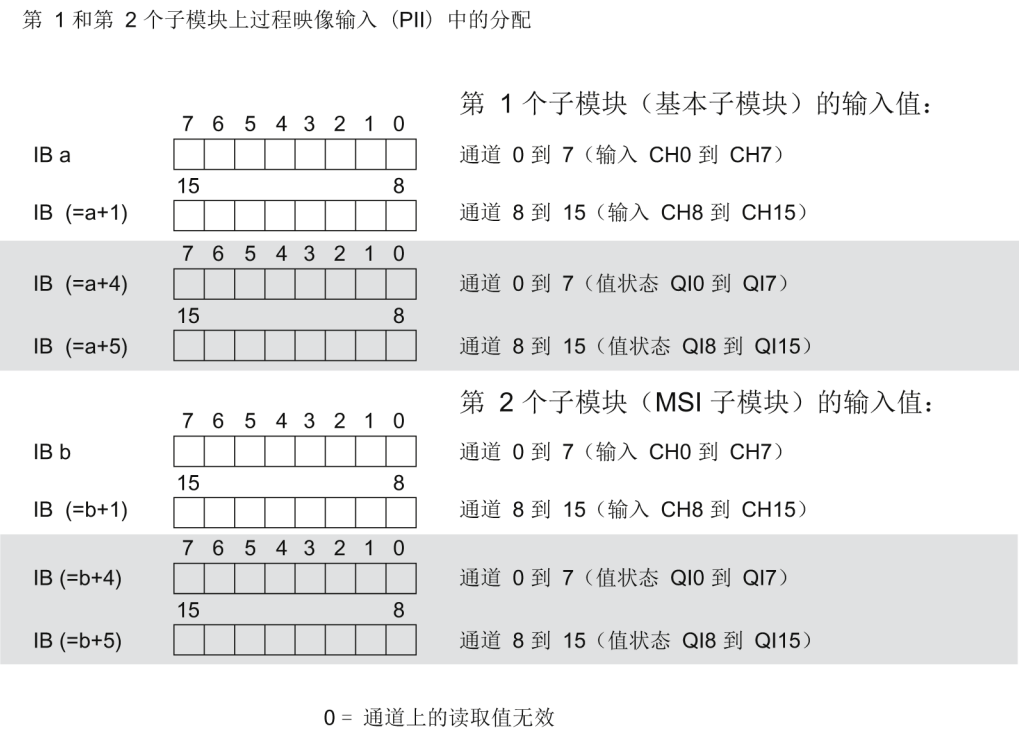 第 1 和第 2 个子模块上过程映像输入（PII）中的分配
第 1 个子模块（基本子模块）的输入值：
7 6 5 4 3 2 1 0
IB a 通道 0 到 7（输入 CH0 到 CH7）
15 8
IB (=a+1) 通道 8 到 15（输入 CH8 到 CH15）
7 6 5 4 3 2 1 0
IB (=a+4) 通道 0 到 7（值状态 QI0 到 QI7）
15 8
IB (=a+5) 通道 8 到 15（值状态 QI8 到 QI15）
第 2 个子模块（MSI 子模块）的输入值：
7 6 5 4 3 2 1 0
IB b 通道 0 到 7（输入 CH0 到 CH7）
15 8
IB (=b+1) 通道 8 到 15（输入 CH8 到 CH15）
7 6 5 4 3 2 1 0
IB (=b+4) 通道 0 到 7（值状态 QI0 到 QI7）
15 8
IB (=b+5) 通道 8 到 15（值状态 QI8 到 QI15）
0 = 通道上的读取值无效